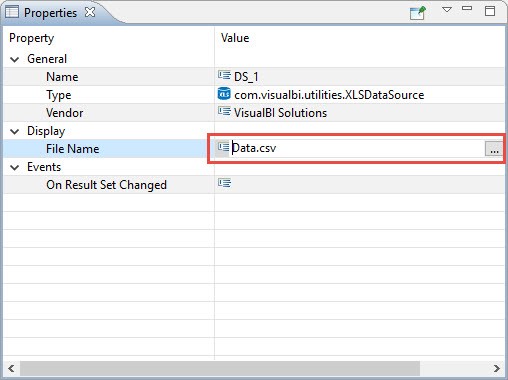 Properties
Property Value
General
Name DS_1
Type com.visualbi.utilities.XLSDataSource
Vendor VisualBI Solutions
Display
File Name Data.csv ...
Events
On Result Set Changed